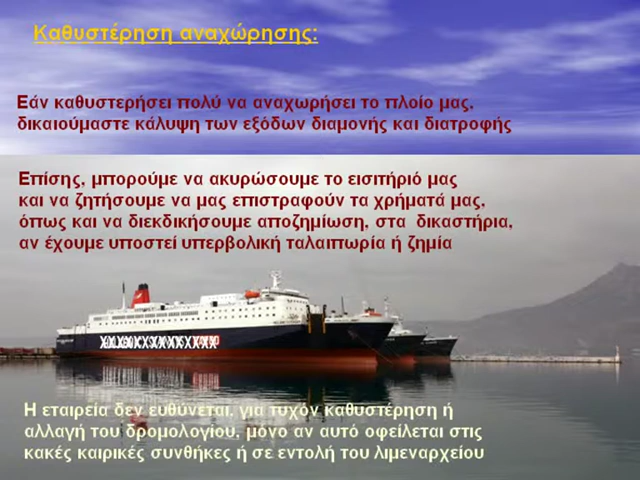 Καθυστέρηση αναχώρησης:
Εάν καθυστερήσει πολύ να αναχωρήσει το πλοίο μας,
δικαιούμαστε κάλυψη των εξόδων διαμονής και διατροφής
Επίσης, μπορούμε να ακυρώσουμε το εισιτήριό μας
και να ζητήσουμε να μας επιστραφούν τα χρήματά μας,
όπως και να διεκδικήσουμε αποζημίωση, στα  δικαστήρια,
αν έχουμε υποστεί υπερβολική ταλαιπωρία ή ζημία
Η εταιρεία δεν ευθύνεται, για τυχόν καθυστέρηση ή
αλλαγή του δρομολογίου, μόνο αν αυτό οφείλεται στις
κακές καιρικές συνθήκες ή σε εντολή του λιμεναρχείου